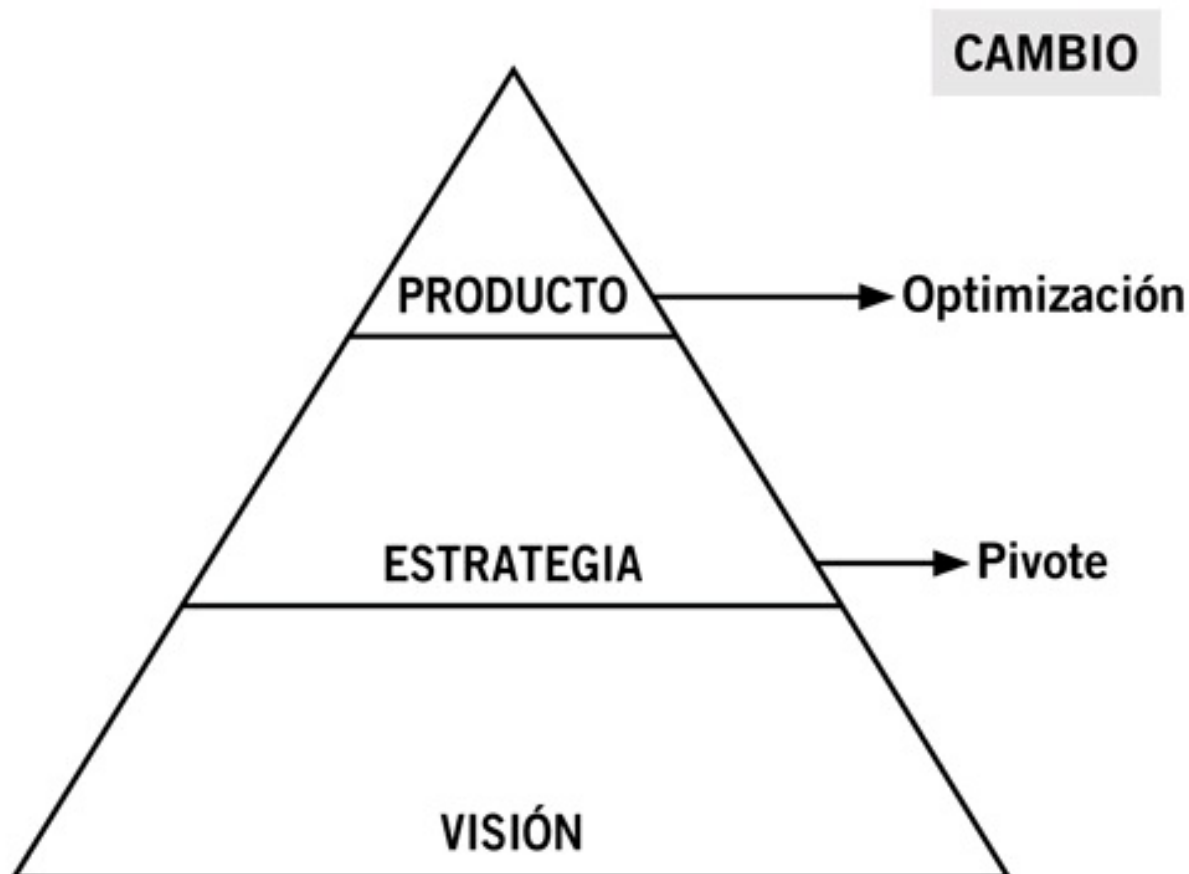 CAMBIO
PRODUCTO
Optimización
ESTRATEGIA
Pivote
VISIÓN